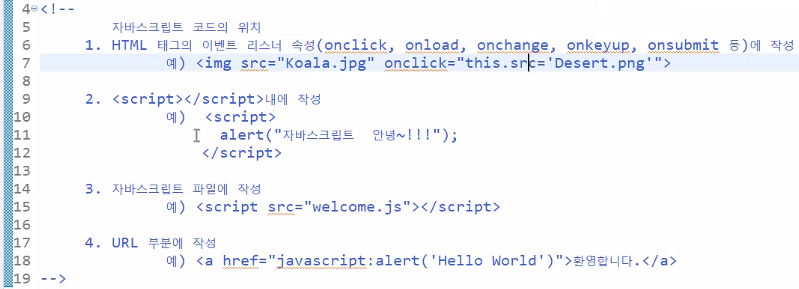 4 <!--
5 자바스크립트 코드의 위치
6 1. HTML 태그의 이벤트 리스너 속성(onclick, onload, onchange, onkeyup, onsubmit 등)에 작성
7 예) <img src="Koala.jpg" onclick="this.src='Desert.png'">
8
9 2. <script></script>내에 작성
10 예) <script>
11 alert("자바스크립트 안녕~!!!");
12 </script>
13
14 3. 자바스크립트 파일에 작성
15 예) <script src="welcome.js"></script>
16
17 4. URL 부분에 작성
18 예) <a href="javascript:alert('Hello World')">환영합니다.</a>
19 -->